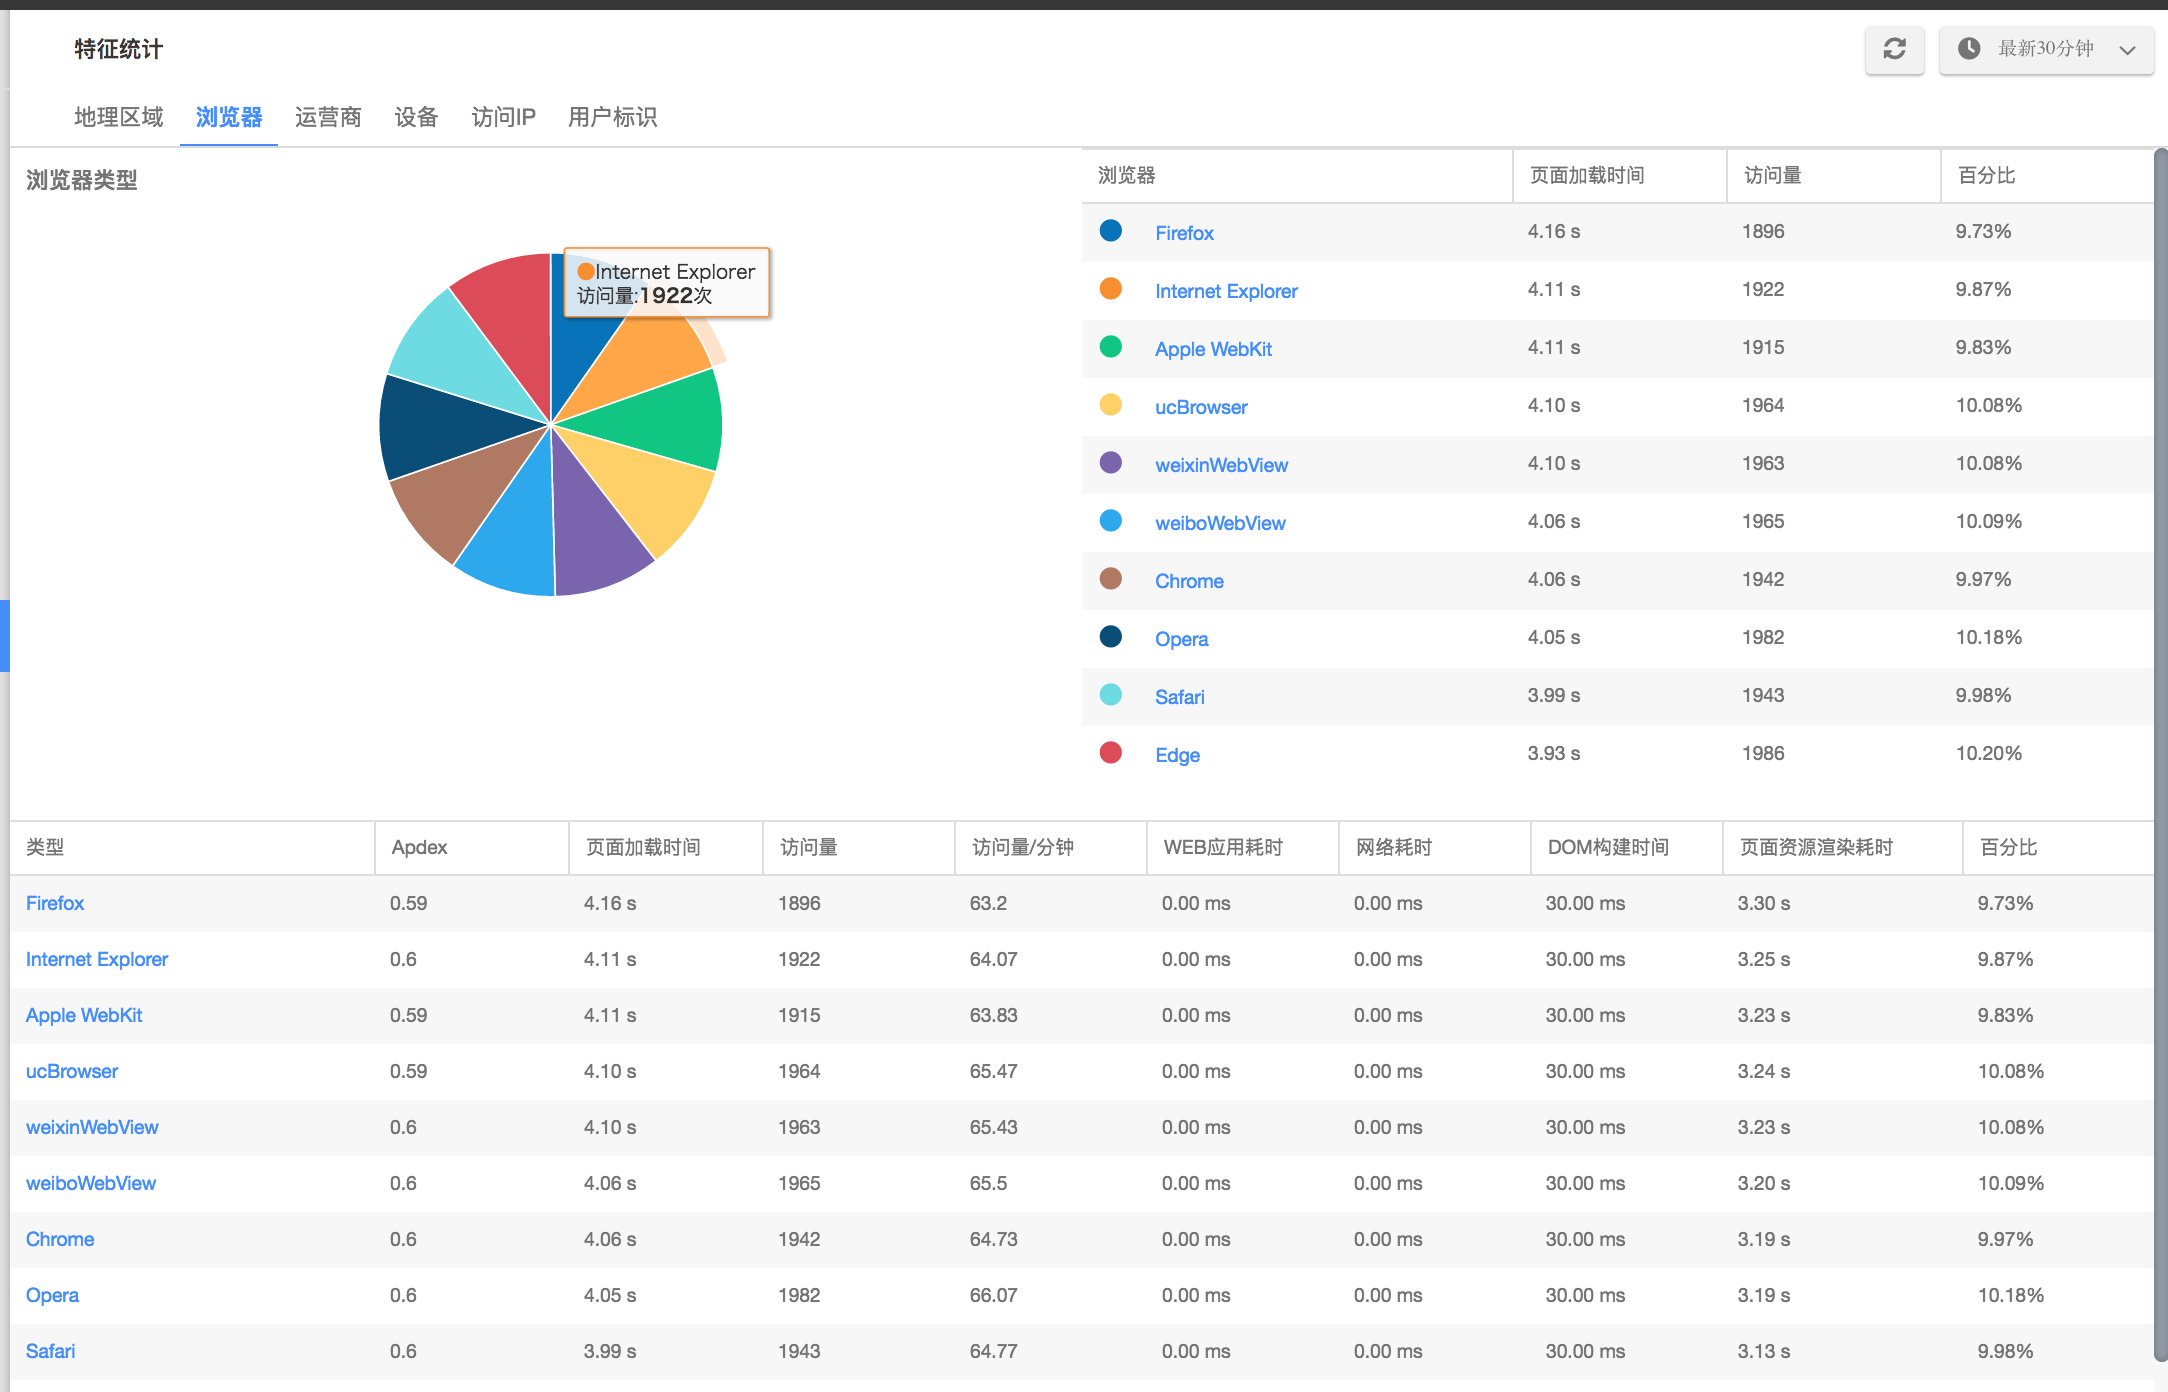 特征统计
最新30分钟
地理区域 浏览器 运营商 设备 访问IP 用户标识
浏览器类型
Internet Explorer
访问量:1922次
浏览器 页面加载时间 访问量 百分比
Firefox 4.16 s 1896 9.73%
Internet Explorer 4.11 s 1922 9.87%
Apple WebKit 4.11 s 1915 9.83%
ucBrowser 4.10 s 1964 10.08%
weixinWebView 4.10 s 1963 10.08%
weiboWebView 4.06 s 1965 10.09%
Chrome 4.06 s 1942 9.97%
Opera 4.05 s 1982 10.18%
Safari 3.99 s 1943 9.98%
Edge 3.93 s 1986 10.20%
类型 Apdex 页面加载时间 访问量 访问量/分钟 WEB应用耗时 网络耗时 DOM构建时间 页面资源渲染耗时 百分比
Firefox 0.59 4.16 s 1896 63.2 0.00 ms 0.00 ms 30.00 ms 3.30 s 9.73%
Internet Explorer 0.6 4.11 s 1922 64.07 0.00 ms 0.00 ms 30.00 ms 3.25 s 9.87%
Apple WebKit 0.59 4.11 s 1915 63.83 0.00 ms 0.00 ms 30.00 ms 3.23 s 9.83%
ucBrowser 0.59 4.10 s 1964 65.47 0.00 ms 0.00 ms 30.00 ms 3.24 s 10.08%
weixinWebView 0.6 4.10 s 1963 65.43 0.00 ms 0.00 ms 30.00 ms 3.23 s 10.08%
weiboWebView 0.6 4.06 s 1965 65.5 0.00 ms 0.00 ms 30.00 ms 3.20 s 10.09%
Chrome 0.6 4.06 s 1942 64.73 0.00 ms 0.00 ms 30.00 ms 3.19 s 9.97%
Opera 0.6 4.05 s 1982 66.07 0.00 ms 0.00 ms 30.00 ms 3.19 s 10.18%
Safari 0.6 3.99 s 1943 64.77 0.00 ms 0.00 ms 30.00 ms 3.13 s 9.98%